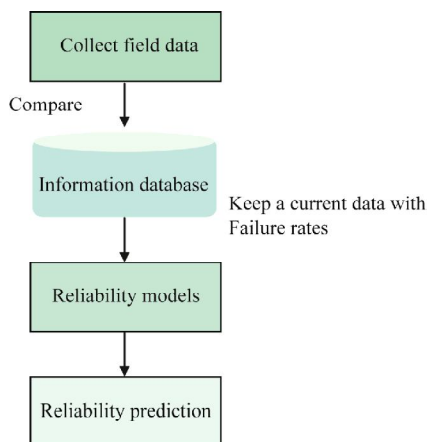 Collect field data
Compare
Information database
Keep a current data with
Failure rates
Reliability models
Reliability prediction